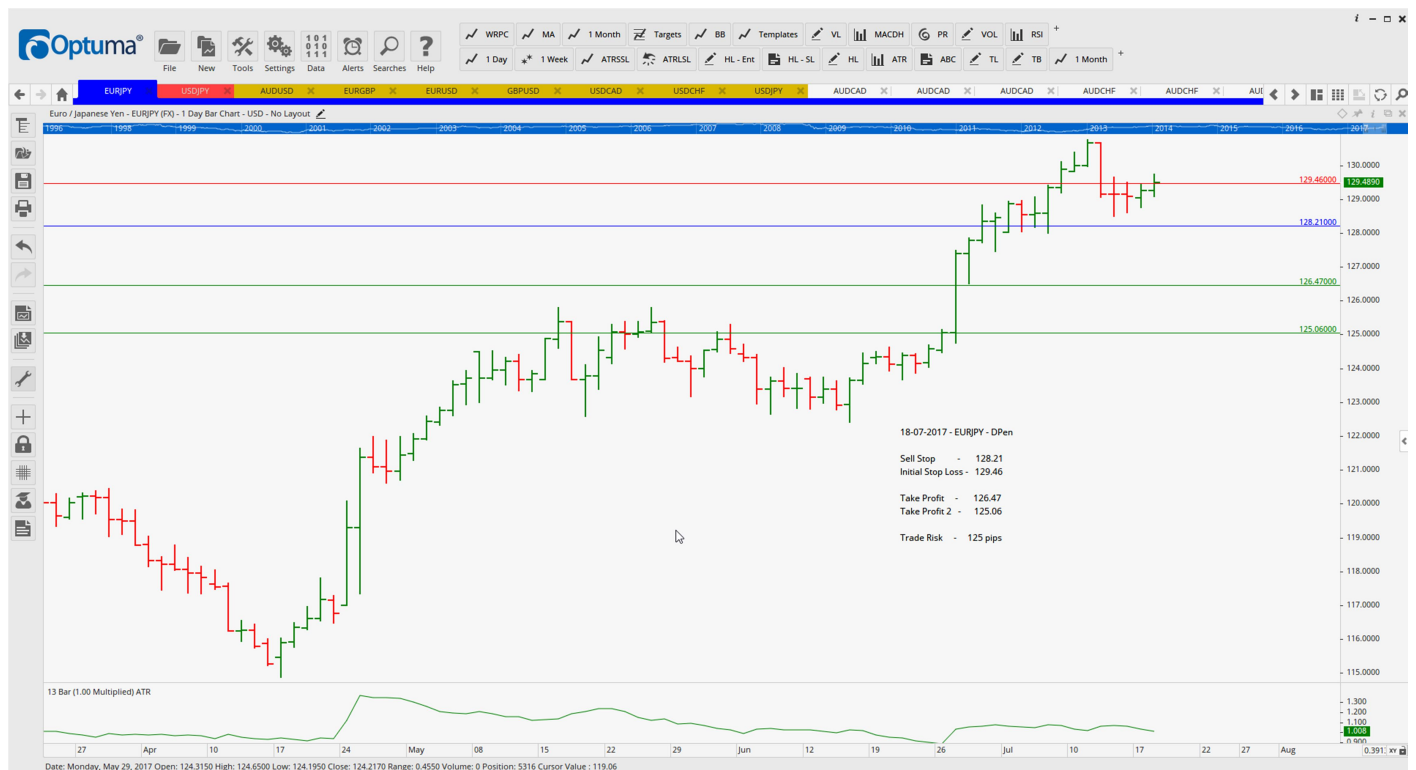 i
Optuma®
File
New
Tools
Settings
Data
Alerts
Searches
Help
WRPC MA 1 Month Targets BB Templates VL MACDH PR VOL RSI +
1 Day 1 Week ATRSSL ATRLSL HL - Ent HL - SL HL ATR ABC TL TB 1 Month +
EURJPY USDJPY AUDUSD EURGBP EURUSD GBPUSD USDCAD USDCHF USDJPY AUDCAD AUDCAD AUDCAD AUDCHF AUDCHF
Euro / Japanese Yen - EURJPY (FX) - 1 Day Bar Chart - USD - No Layout
1996 1998 1999 2000 2001 2002 2003 2004 2005 2006 2007 2008 2009 2010 2011 2012 2013 2014 2015 2016 2017
130.0000
129.46000 129.4890
129.0000
128.21000
128.0000
127.0000
126.47000
126.0000
125.06000
125.0000
124.0000
123.0000
122.0000
121.0000
120.0000
119.0000
118.0000
117.0000
116.0000
115.0000
18-07-2017 - EURJPY - DPen
Sell Stop - 128.21
Initial Stop Loss - 129.46
Take Profit - 126.47
Take Profit 2 - 125.06
Trade Risk - 125 pips
13 Bar (1.00 Multiplied) ATR
1.300
1.200
1.100
1.008
0.900
27 Apr 10 17 24 May 08 15 22 29 Jun 12 19 26 Jul 10 17 22 27 Aug
XY
Date: Monday, May 29, 2017 Open: 124.3150 High: 124.6500 Low: 124.1950 Close: 124.2170 Range: 0.4550 Volume: 0 Position: 5316 Cursor Value : 119.06